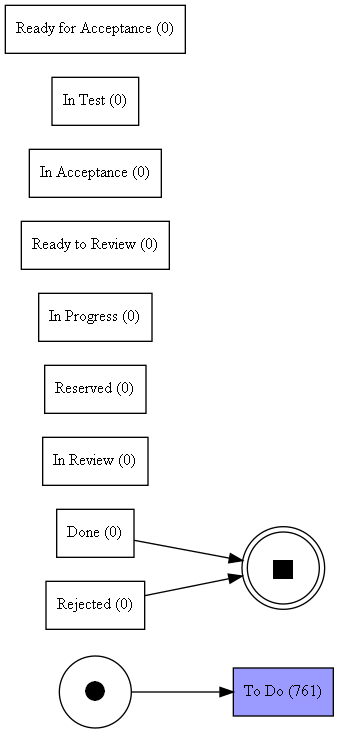 Ready for Acceptance (0)
In Test (0)
In Acceptance (0)
Ready to Review (0)
In Progress (0)
Reserved (0)
In Review (0)
Done (0)
Rejected (0)
To Do (761)